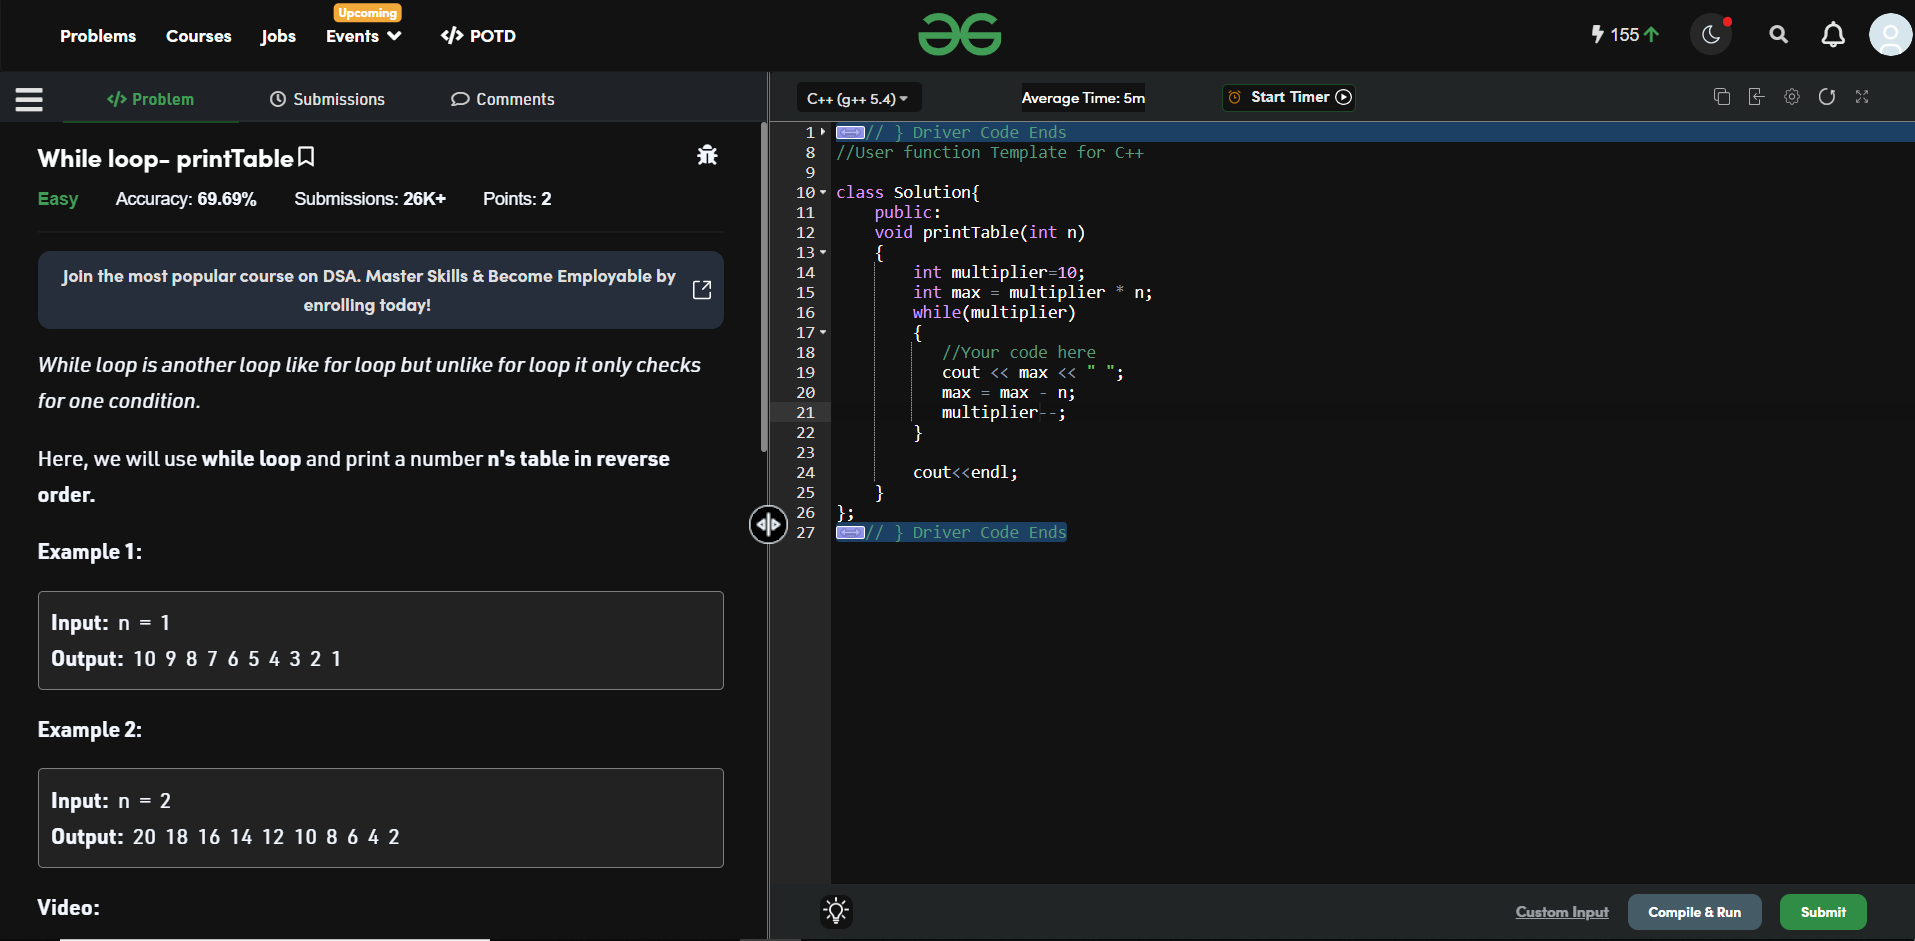 Upcoming
Problems Courses Jobs Events </> POTD 155
</> Problem Submissions Comments
C++ (g++ 5.4) Average Time: 5m Start Timer
While loop- printTable
Easy Accuracy: 69.69% Submissions: 26K+ Points: 2
Join the most popular course on DSA. Master Skills & Become Employable by
enrolling today!
While loop is another loop like for loop but unlike for loop it only checks
for one condition.
Here, we will use while loop and print a number n's table in reverse
order.
Example 1:
Input: n = 1
Output: 10 9 8 7 6 5 4 3 2 1
Example 2:
Input: n = 2
Output: 20 18 16 14 12 10 8 6 4 2
Video:
1 // } Driver Code Ends
8 //User function Template for C++
9
10 class Solution{
11 public:
12 void printTable(int n)
13 {
14 int multiplier=10;
15 int max = multiplier * n;
16 while(multiplier)
17 {
18 //Your code here
19 cout << max << " ";
20 max = max - n;
21 multiplier--;
22 }
23
24 cout<<endl;
25 }
26 };
27 // } Driver Code Ends
Custom Input Compile & Run Submit